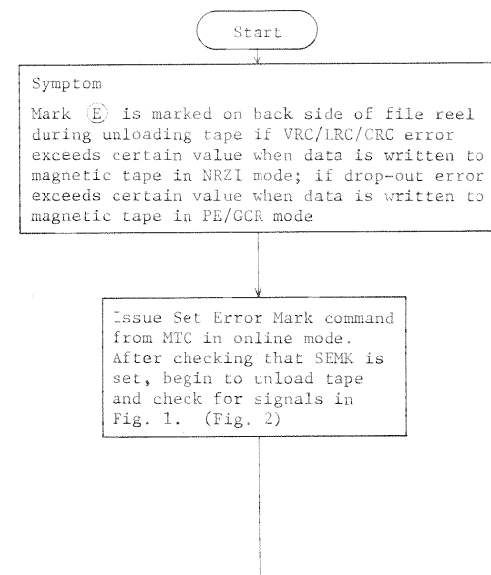 Start
Symptom
Mark Ⓔ is marked on back side of file reel
during unloading tape if VRC/LRC/CRC error
exceeds certain value when data is written to
magnetic tape in NRZI mode; if drop-out error
exceeds certain value when data is written to
magnetic tape in PE/GCR mode
Issue Set Error Mark command
from MTC in online mode.
After checking that SEMK is
set, begin to unload tape
and check for signals in
Fig. 1. (Fig. 2)